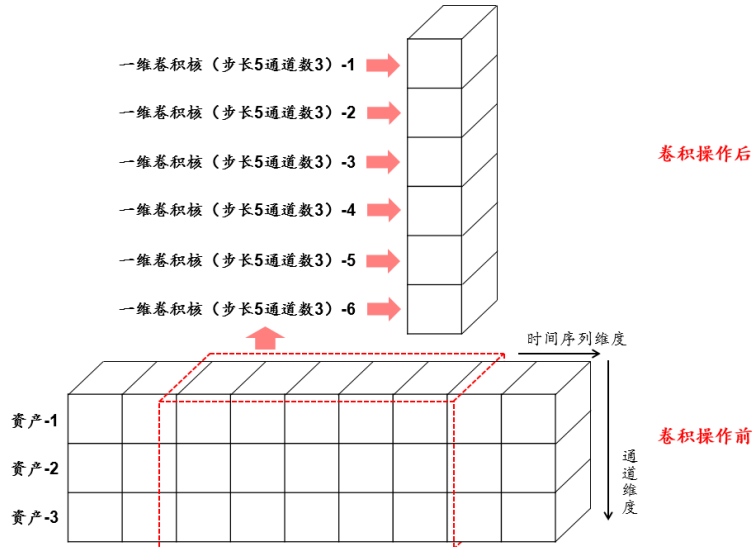 一维卷积核（步长5通道数3）-1
一维卷积核（步长5通道数3）-2
一维卷积核（步长5通道数3）-3
卷积操作后
一维卷积核（步长5通道数3）-4
一维卷积核（步长5通道数3）-5
一维卷积核（步长5通道数3）-6
时间序列维度
资产-1
资产-2
资产-3
卷积操作前
通道维度